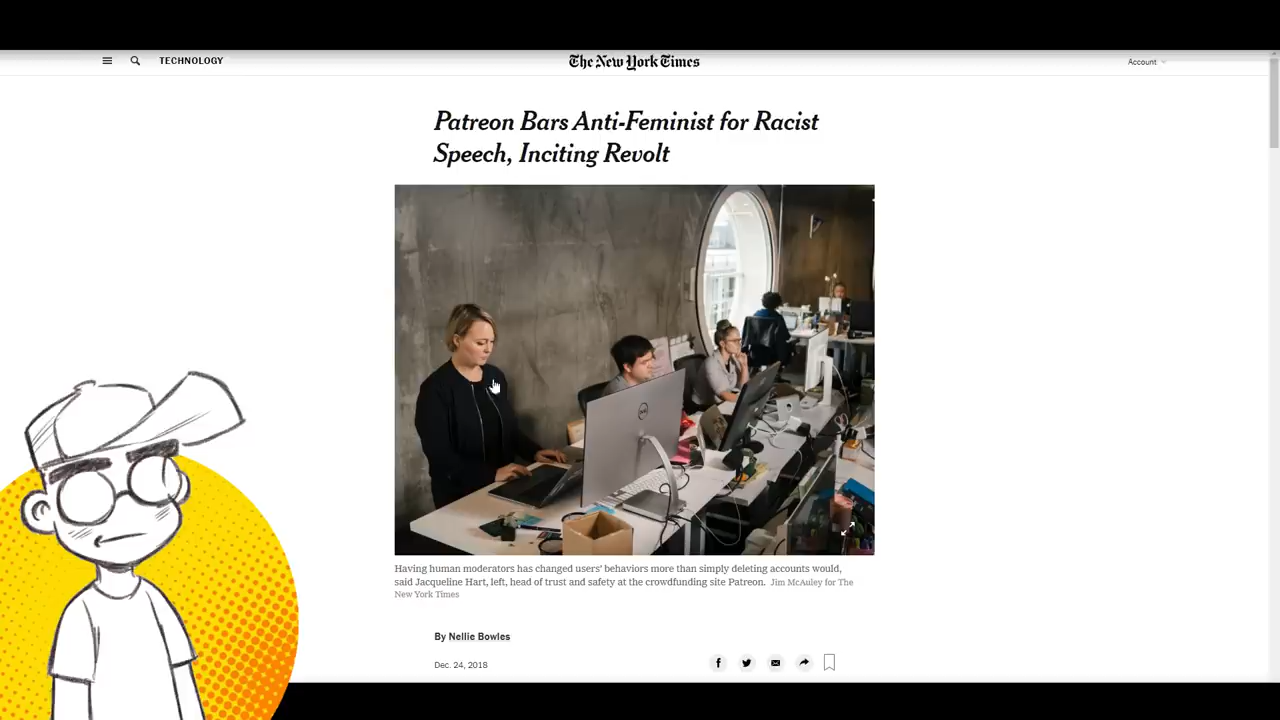 TECHNOLOGY
The New York Times
Account
Patreon Bars Anti-Feminist for Racist
Speech, Inciting Revolt
Having human moderators has changed users' behaviors more than simply deleting accounts would,
said Jacqueline Hart, left, head of trust and safety at the crowdfunding site Patreon. Jim McAuley for The
New York Times
By Nellie Bowles
Dec. 24, 2018